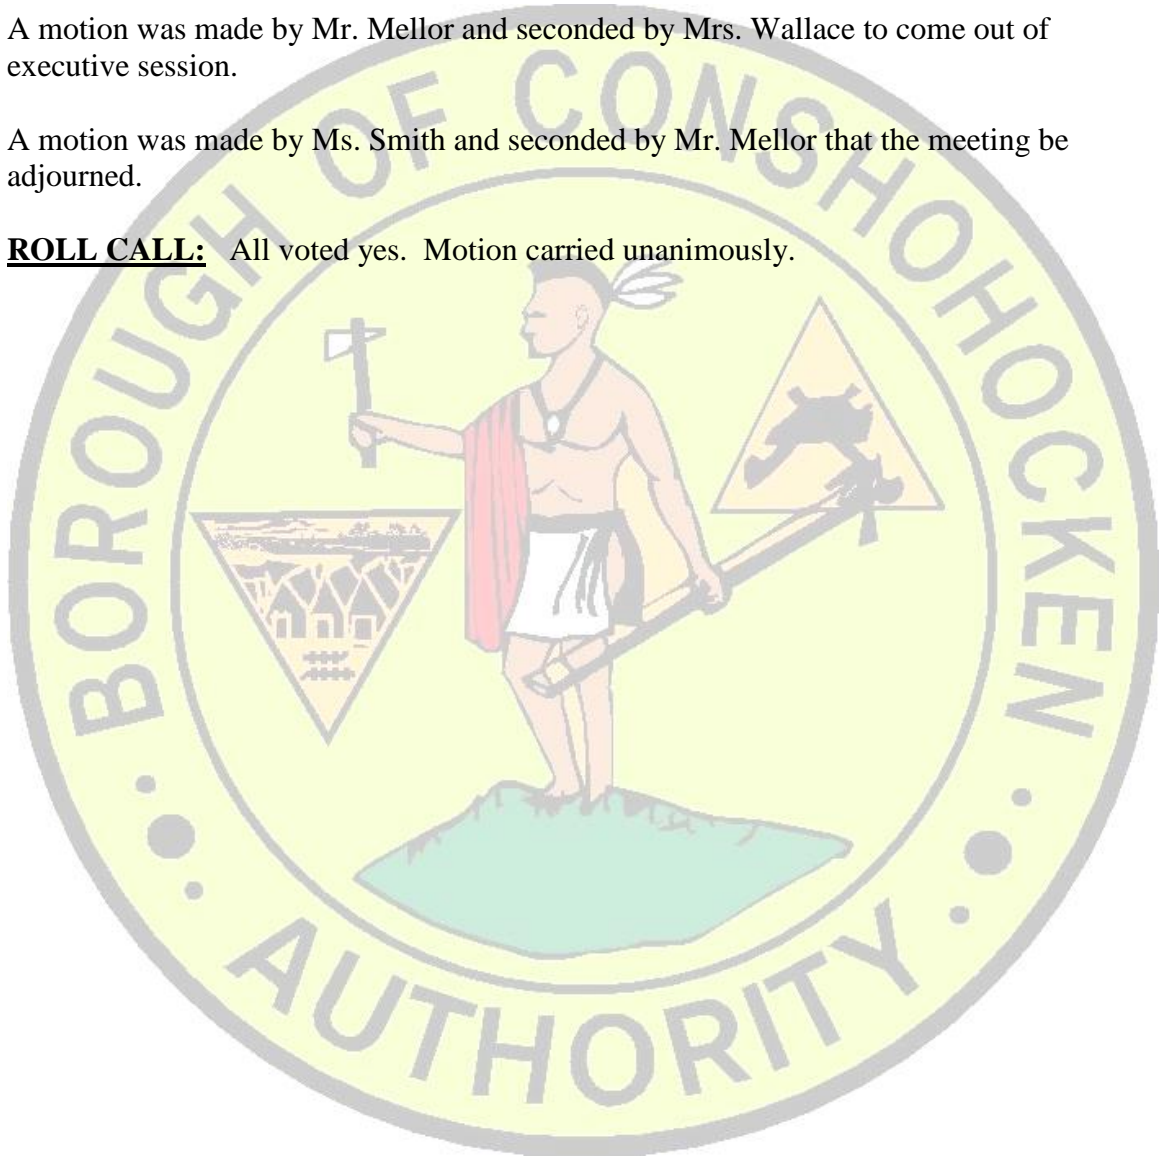 A motion was made by Mr. Mellor and seconded by Mrs. Wallace to come out of
executive session.
A motion was made by Ms. Smith and seconded by Mr. Mellor that the meeting be
adjourned.
ROLL CALL: All voted yes. Motion carried unanimously.
BOROUGH OF CONSHOHOCKEN
AUTHORITY